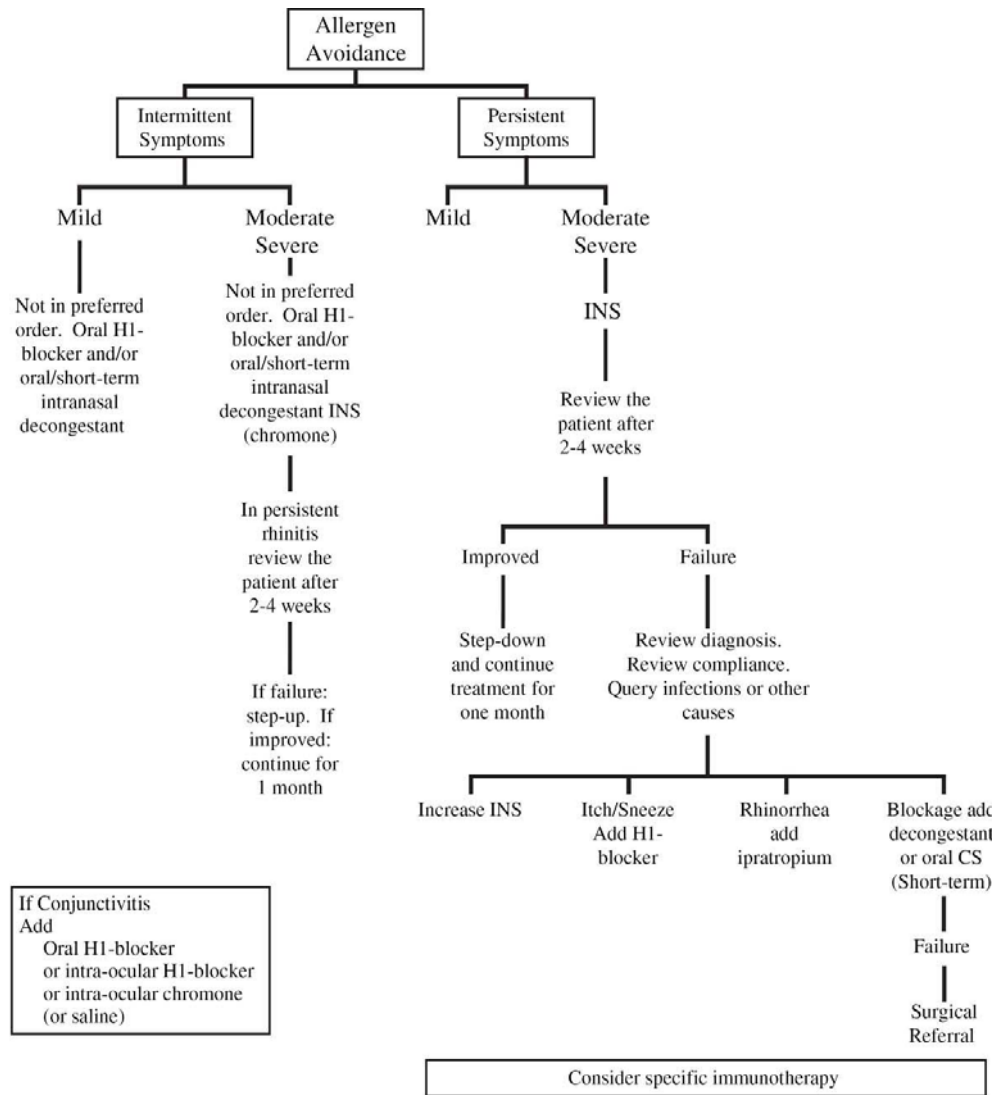 Allergen
Avoidance
Intermittent
Symptoms
Persistent
Symptoms
Mild
Moderate
Severe
Mild
Moderate
Severe
Not in preferred
order. Oral H1-
blocker and/or
oral/short-term
intranasal
decongestant
Not in preferred
order. Oral H1-
blocker and/or
oral/short-term
intranasal
decongestant INS
(chromone)
In persistent
rhinitis
review the
patient after
2-4 weeks
If failure:
step-up. If
improved:
continue for
1 month
INS
Review the
patient after
2-4 weeks
Improved
Failure
Step-down
and continue
treatment for
one month
Review diagnosis.
Review compliance.
Query infections or other
causes
Increase INS
Itch/Sneeze
Add H1-
blocker
Rhinorrhea
add
ipratropium
Blockage add
decongestant
or oral CS
(Short-term)
Failure
Surgical
Referral
If Conjunctivitis
Add
Oral H1-blocker
or intra-ocular H1-blocker
or intra-ocular chromone
(or saline)
Consider specific immunotherapy